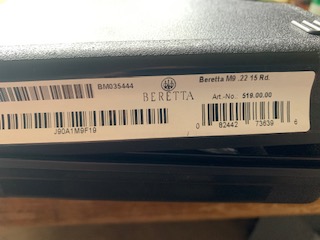 BM035444
BERETTA
J90A1M9F19
Beretta M9 .22 15 Rd.
Art.-No.: 519.00.00
0 82442 73639 6